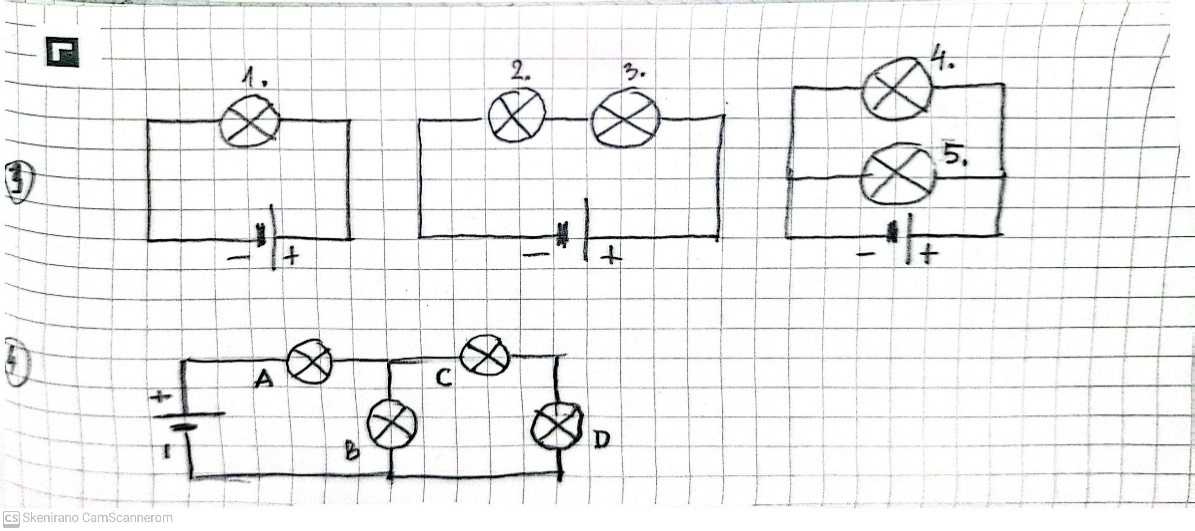 1.
2. 3.
4.
5.
3
- +
- +
- +
4
A
C
+
-
B
D
CS Skenirano CamScannerom